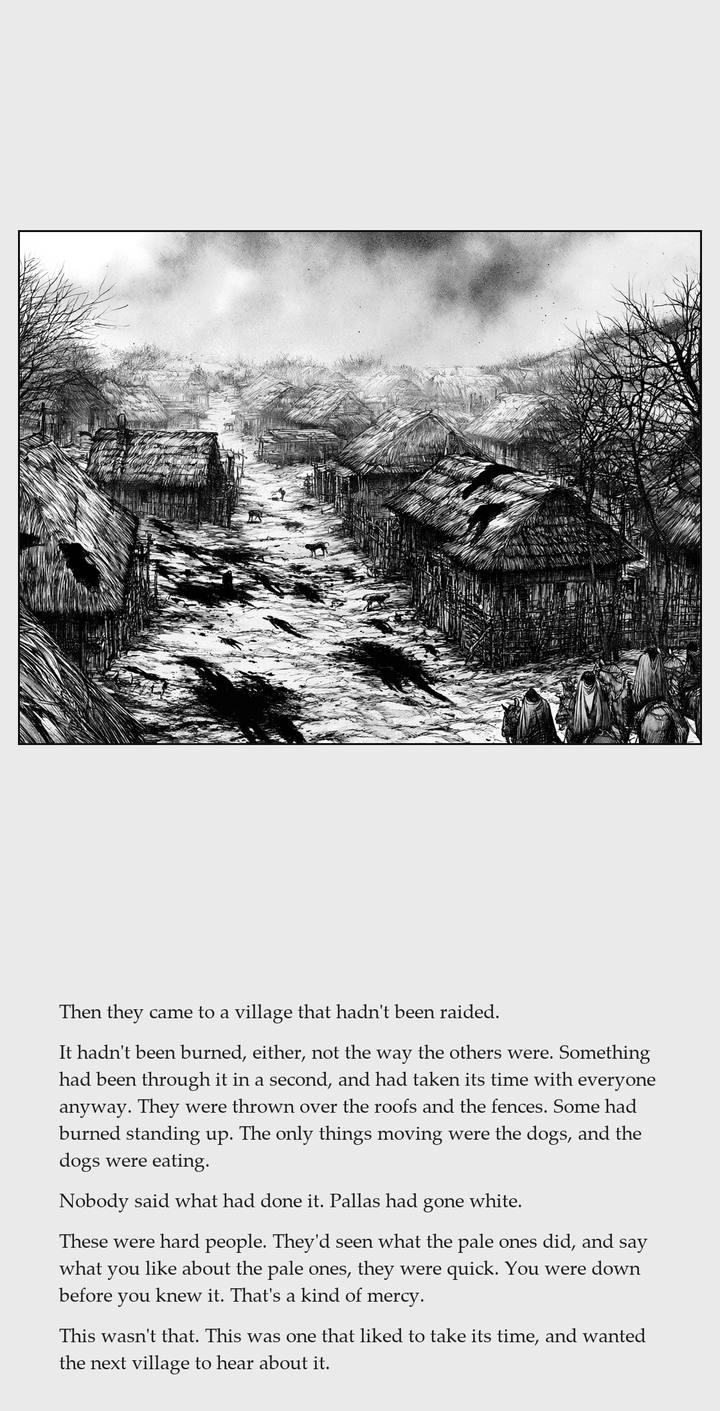 Then they came to a village that hadn't been raided.
It hadn't been burned, either, not the way the others were. Something
had been through it in a second, and had taken its time with everyone
anyway. They were thrown over the roofs and the fences. Some had
burned standing up. The only things moving were the dogs, and the
dogs were eating.
Nobody said what had done it. Pallas had gone white.
These were hard people. They'd seen what the pale ones did, and say
what you like about the pale ones, they were quick. You were down
before you knew it. That's a kind of mercy.
This wasn't that. This was one that liked to take its time, and wanted
the next village to hear about it.